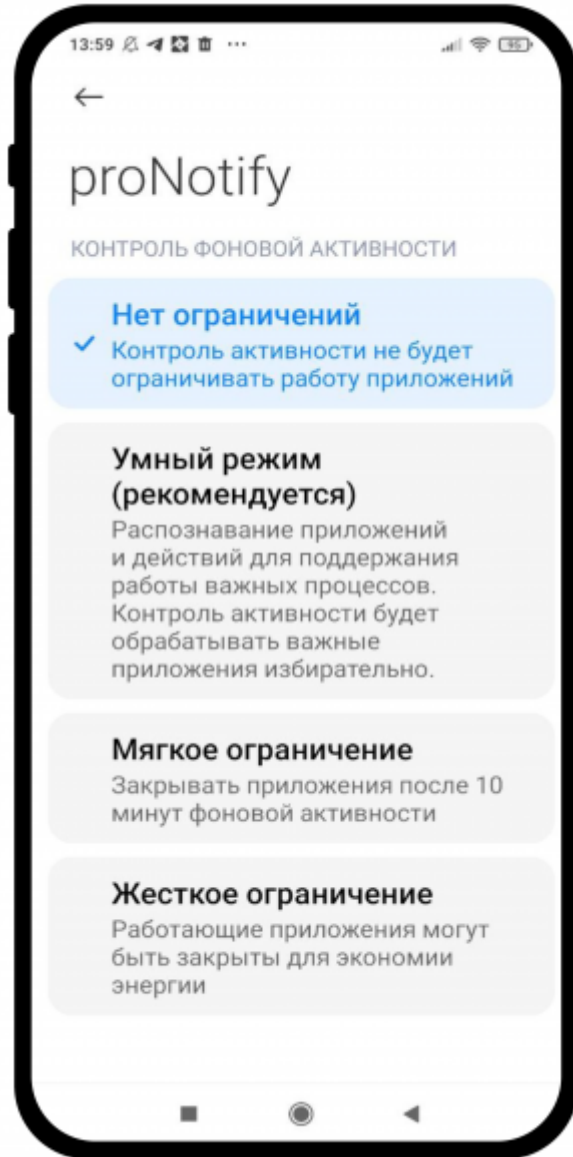 13:59
95
proNotify
КОНТРОЛЬ ФОНОВОЙ АКТИВНОСТИ
Нет ограничений
Контроль активности не будет
ограничивать работу приложений
Умный режим
(рекомендуется)
Распознавание приложений
и действий для поддержания
работы важных процессов.
Контроль активности будет
обрабатывать важные
приложения избирательно.
Мягкое ограничение
Закрывать приложения после 10
минут фоновой активности
Жесткое ограничение
Работающие приложения могут
быть закрыты для экономии
энергии